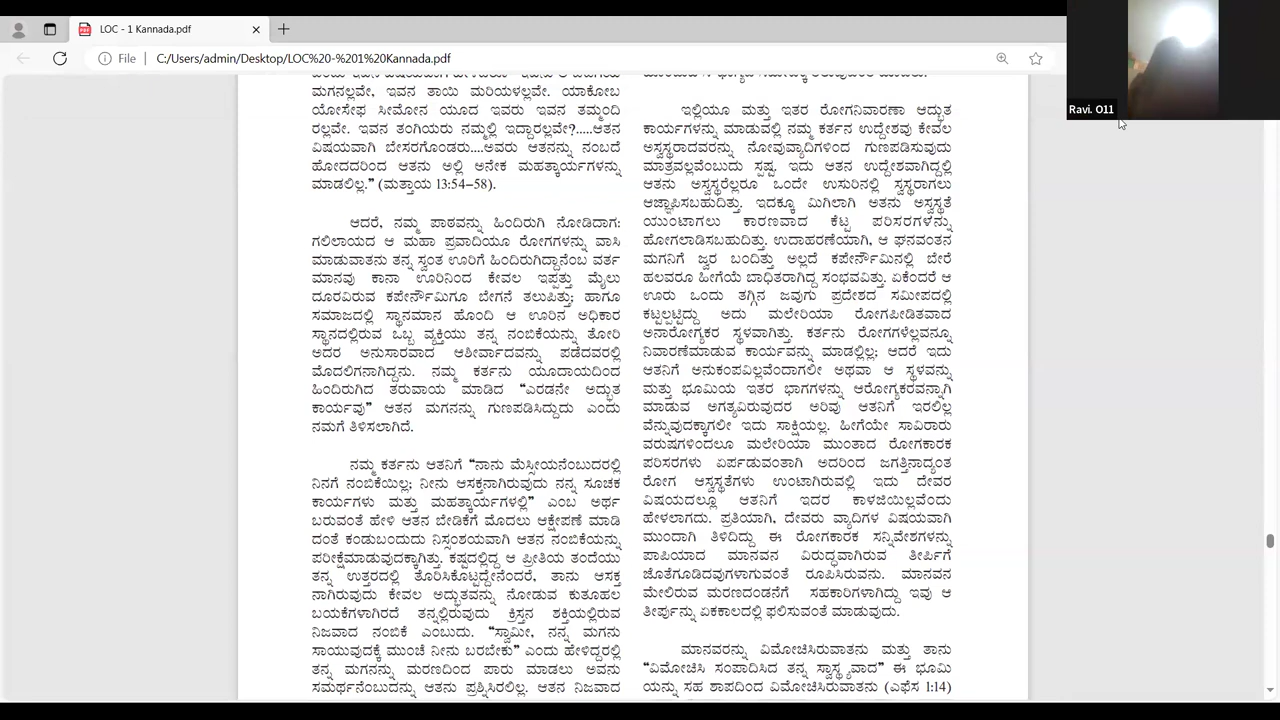 LOC - 1 Kannada.pdf
File
C:/Users/admin/Desktop/LOC%20-%201%20Kannada.pdf
Ravi. O11
ಮಗನಲ್ಲವೇ, ಇವನ ತಾಯಿ ಮರಿಯಳಲ್ಲವೇ. ಯಾಕೋಬ
ಯೋಸೇಫ ಸೀಮೋನ ಯೂದ ಇವರು ಇವನ ತಮ್ಮಂದಿ
ರಲ್ಲವೇ. ಇವನ ತಂಗಿಯರು ನಮ್ಮಲ್ಲಿ ಇದ್ದಾರಲ್ಲವೇ?.....ಆತನ
ವಿಷಯವಾಗಿ ಬೇಸರಗೊಂಡರು....ಅವರು ಆತನನ್ನು ನಂಬದೆ
ಹೋದದರಿಂದ ಆತನು ಅಲ್ಲಿ ಅನೇಕ ಮಹತ್ಕಾರ್ಯಗಳನ್ನು
ಮಾಡಲಿಲ್ಲ.” (ಮತ್ತಾಯ 13:54–58).
ಆದರೆ, ನಮ್ಮ ಪಾಠವನ್ನು ಹಿಂದಿರುಗಿ ನೋಡಿದಾಗ:
ಗಲಿಲಾಯದ ಆ ಮಹಾ ಪ್ರವಾದಿಯೂ ರೋಗಗಳನ್ನು ವಾಸಿ
ಮಾಡುವಾತನು ತನ್ನ ಸ್ವಂತ ಊರಿಗೆ ಹಿಂದಿರುಗಿದ್ದಾನೆಂಬ ವರ್ತ
ಮಾನವು ಕಾನಾ ಊರಿನಿಂದ ಕೇವಲ ಇಪ್ಪತ್ತು ಮೈಲು
ದೂರವಿರುವ ಕಪೇರ್ನೌಮಿಗೂ ಬೇಗನೆ ತಲುಪಿತ್ತು; ಹಾಗೂ
ಸಮಾಜದಲ್ಲಿ ಸ್ಥಾನಮಾನ ಹೊಂದಿ ಆ ಊರಿನ ಅಧಿಕಾರ
ಸ್ಥಾನದಲ್ಲಿರುವ ಒಬ್ಬ ವ್ಯಕ್ತಿಯು ತನ್ನ ನಂಬಿಕೆಯನ್ನು ತೋರಿ
ಅದರ ಅನುಸಾರವಾದ ಆಶೀರ್ವಾದವನ್ನು ಪಡೆದವರಲ್ಲಿ
ಮೊದಲಿಗನಾಗಿದ್ದನು. ನಮ್ಮ ಕರ್ತನು ಯೂದಾಯದಿಂದ
ಹಿಂದಿರುಗಿದ ತರುವಾಯ ಮಾಡಿದ “ಎರಡನೇ ಅದ್ಭುತ
ಕಾರ್ಯವು” ಆತನ ಮಗನನ್ನು ಗುಣಪಡಿಸಿದ್ದುದು ಎಂದು
ನಮಗೆ ತಿಳಿಸಲಾಗಿದೆ.
ನಮ್ಮ ಕರ್ತನು ಆತನಿಗೆ “ನಾನು ಮೆಸ್ಸೀಯನೆಂಬುದರಲ್ಲಿ
ನಿನಗೆ ನಂಬಿಕೆಯಿಲ್ಲ; ನೀನು ಆಸಕ್ತನಾಗಿರುವುದು ನನ್ನ ಸೂಚಕ
ಕಾರ್ಯಗಳು ಮತ್ತು ಮಹತ್ಕಾರ್ಯಗಳಲ್ಲಿ” ಎಂಬ ಅರ್ಥ
ಬರುವಂತೆ ಹೇಳಿ ಆತನ ಬೇಡಿಕೆಗೆ ಮೊದಲು ಆಕ್ಷೇಪಣೆ ಮಾಡಿ
ದಂತೆ ಕಂಡುಬಂದುದು ನಿಸ್ಸಂಶಯವಾಗಿ ಆತನ ನಂಬಿಕೆಯನ್ನು
ಪರೀಕ್ಷೆಮಾಡುವುದಕ್ಕಾಗಿತ್ತು. ಕಷ್ಟದಲ್ಲಿದ್ದ ಆ ಪ್ರೀತಿಯ ತಂದೆಯು
ತನ್ನ ಉತ್ತರದಲ್ಲಿ ತೊರಿಸಿಕೊಟ್ಟದ್ದೇನೆಂದರೆ, ತಾನು ಆಸಕ್ತ
ನಾಗಿರುವುದು ಕೇವಲ ಅದ್ಭುತವನ್ನು ನೋಡುವ ಕುತೂಹಲ
ಬಯಕೆಗಳಾಗಿರದೆ ತನ್ನಲ್ಲಿರುವುದು ಕ್ರಿಸ್ತನ ಶಕ್ತಿಯಲ್ಲಿರುವ
ನಿಜವಾದ ನಂಬಿಕೆ ಎಂಬುದು. “ಸ್ವಾಮೀ, ನನ್ನ ಮಗನು
ಸಾಯುವುದಕ್ಕೆ ಮುಂಚೆ ನೀನು ಬರಬೇಕು” ಎಂದು ಹೇಳಿದ್ದರಲ್ಲಿ
ತನ್ನ ಮಗನನ್ನು ಮರಣದಿಂದ ಪಾರು ಮಾಡಲು ಅವನು
ಸಮರ್ಥನೆಂಬುದನ್ನು ಆತನು ಪ್ರಶ್ನಿಸಿರಲಿಲ್ಲ. ಆತನ ನಿಜವಾದ
ಇಲ್ಲಿಯೂ ಮತ್ತು ಇತರ ರೋಗನಿವಾರಣಾ ಆದ್ಭುತ
ಕಾರ್ಯಗಳನ್ನು ಮಾಡುವಲ್ಲಿ ನಮ್ಮ ಕರ್ತನ ಉದ್ದೇಶವು ಕೇವಲ
ಅಸ್ವಸ್ಥರಾದವರನ್ನು ನೋವುವ್ಯಾದಿಗಳಿಂದ ಗುಣಪಡಿಸುವುದು
ಮಾತ್ರವಲ್ಲವೆಂಬುದು ಸ್ಪಷ್ಟ. ಇದು ಆತನ ಉದ್ದೇಶವಾಗಿದ್ದಲ್ಲಿ
ಆತನು ಅಸ್ವಸ್ಥರೆಲ್ಲರೂ ಒಂದೇ ಉಸುರಿನಲ್ಲಿ ಸ್ವಸ್ಥರಾಗಲು
ಆಜ್ಞಾಪಿಸಬಹುದಿತ್ತು. ಇದಕ್ಕೂ ಮಿಗಿಲಾಗಿ ಅತನು ಅಸ್ವಸ್ಥತೆ
ಯುಂಟಾಗಲು ಕಾರಣವಾದ ಕೆಟ್ಟ ಪರಿಸರಗಳನ್ನು
ಹೋಗಲಾಡಿಸಬಹುದಿತ್ತು. ಉದಾಹರಣೆಯಾಗಿ, ಆ ಘನವಂತನ
ಮಗನಿಗೆ ಜ್ವರ ಬಂದಿತ್ತು ಅಲ್ಲದೆ ಕಪೇರ್ನೌಮಿನಲ್ಲಿ ಬೇರೆ
ಹಲವರೂ ಹೀಗೆಯೆ ಬಾಧಿತರಾಗಿದ್ದ ಸಂಭವವಿತ್ತು. ಏಕೆಂದರೆ ಆ
ಊರು ಒಂದು ತಗ್ಗಿನ ಜವುಗು ಪ್ರದೇಶದ ಸಮೀಪದಲ್ಲಿ
ಕಟ್ಟಲ್ಪಟ್ಟಿದ್ದು ಅದು ಮಲೇರಿಯಾ ರೋಗಪೀಡಿತವಾದ
ಅನಾರೋಗ್ಯಕರ ಸ್ಥಳವಾಗಿತ್ತು. ಕರ್ತನು ರೋಗಗಳೆಲ್ಲವನ್ನೂ
ನಿವಾರಣೆಮಾಡುವ ಕಾರ್ಯವನ್ನು ಮಾಡಲ್ಲಿಲ್ಲ; ಆದರೆ ಇದು
ಆತನಿಗೆ ಅನುಕಂಪವಿಲ್ಲವೆಂದಾಗಲೀ ಅಥವಾ ಆ ಸ್ಥಳವನ್ನು
ಮತ್ತು ಭೂಮಿಯ ಇತರ ಭಾಗಗಳನ್ನು ಆರೋಗ್ಯಕರವನ್ನಾಗಿ
ಮಾಡುವ ಅಗತ್ಯವಿರುವುದರ ಅರಿವು ಆತನಿಗೆ ಇರಲಿಲ್ಲ
ವೆನ್ನುವುದಕ್ಕಾಗಲೀ ಇದು ಸಾಕ್ಷಿಯಲ್ಲ. ಹೀಗೆಯೇ ಸಾವಿರಾರು
ವರುಷಗಳಿಂದಲೂ ಮಲೇರಿಯಾ ಮುಂತಾದ ರೋಗಕಾರಕ
ಪರಿಸರಗಳು ಏರ್ಪಡುವಂತಾಗಿ ಅದರಿಂದ ಜಗತ್ತಿನಾದ್ಯಂತ
ರೋಗ ಆಸ್ವಸ್ಥತೆಗಳು ಉಂಟಾಗಿರುವಲ್ಲಿ ಇದು ದೇವರ
ವಿಷಯದಲ್ಲೂ ಆತನಿಗೆ ಇದರ ಕಾಳಜಿಯಿಲ್ಲವೆಂದು
ಹೇಳಲಾಗದು. ಪ್ರತಿಯಾಗಿ, ದೇವರು ವ್ಯಾದಿಗಳ ವಿಷಯವಾಗಿ
ಮುಂದಾಗಿ ತಿಳಿದಿದ್ದು ಈ ರೋಗಕಾರಕ ಸನ್ನಿವೇಶಗಳನ್ನು
ಪಾಪಿಯಾದ ಮಾನವನ ವಿರುದ್ಧವಾಗಿರುವ ತೀರ್ಪಿಗೆ
ಜೊತೆಗೂಡಿದವುಗಳಾಗುವಂತೆ ರೂಪಿಸಿರುವನು. ಮಾನವನ
ಮೇಲಿರುವ ಮರಣದಂಡನೆಗೆ ಸಹಕಾರಿಗಳಾಗಿದ್ದು ಇವು ಆ
ತೀರ್ಪುನ್ನು ಏಕಕಾಲದಲ್ಲಿ ಫಲಿಸುವಂತೆ ಮಾಡುವುದು.
ಮಾನವರನ್ನು ವಿಮೋಚಿಸಿರುವಾತನು ಮತ್ತು ತಾನು
“ವಿಮೋಚಿಸಿ ಸಂಪಾದಿಸಿದ ತನ್ನ ಸ್ವಾಸ್ಥ್ಯವಾದ” ಈ ಭೂಮಿ
ಯನ್ನು ಸಹ ಶಾಪದಿಂದ ವಿಮೋಚಿಸಿರುವಾತನು (ಎಫೆಸ 1:14)